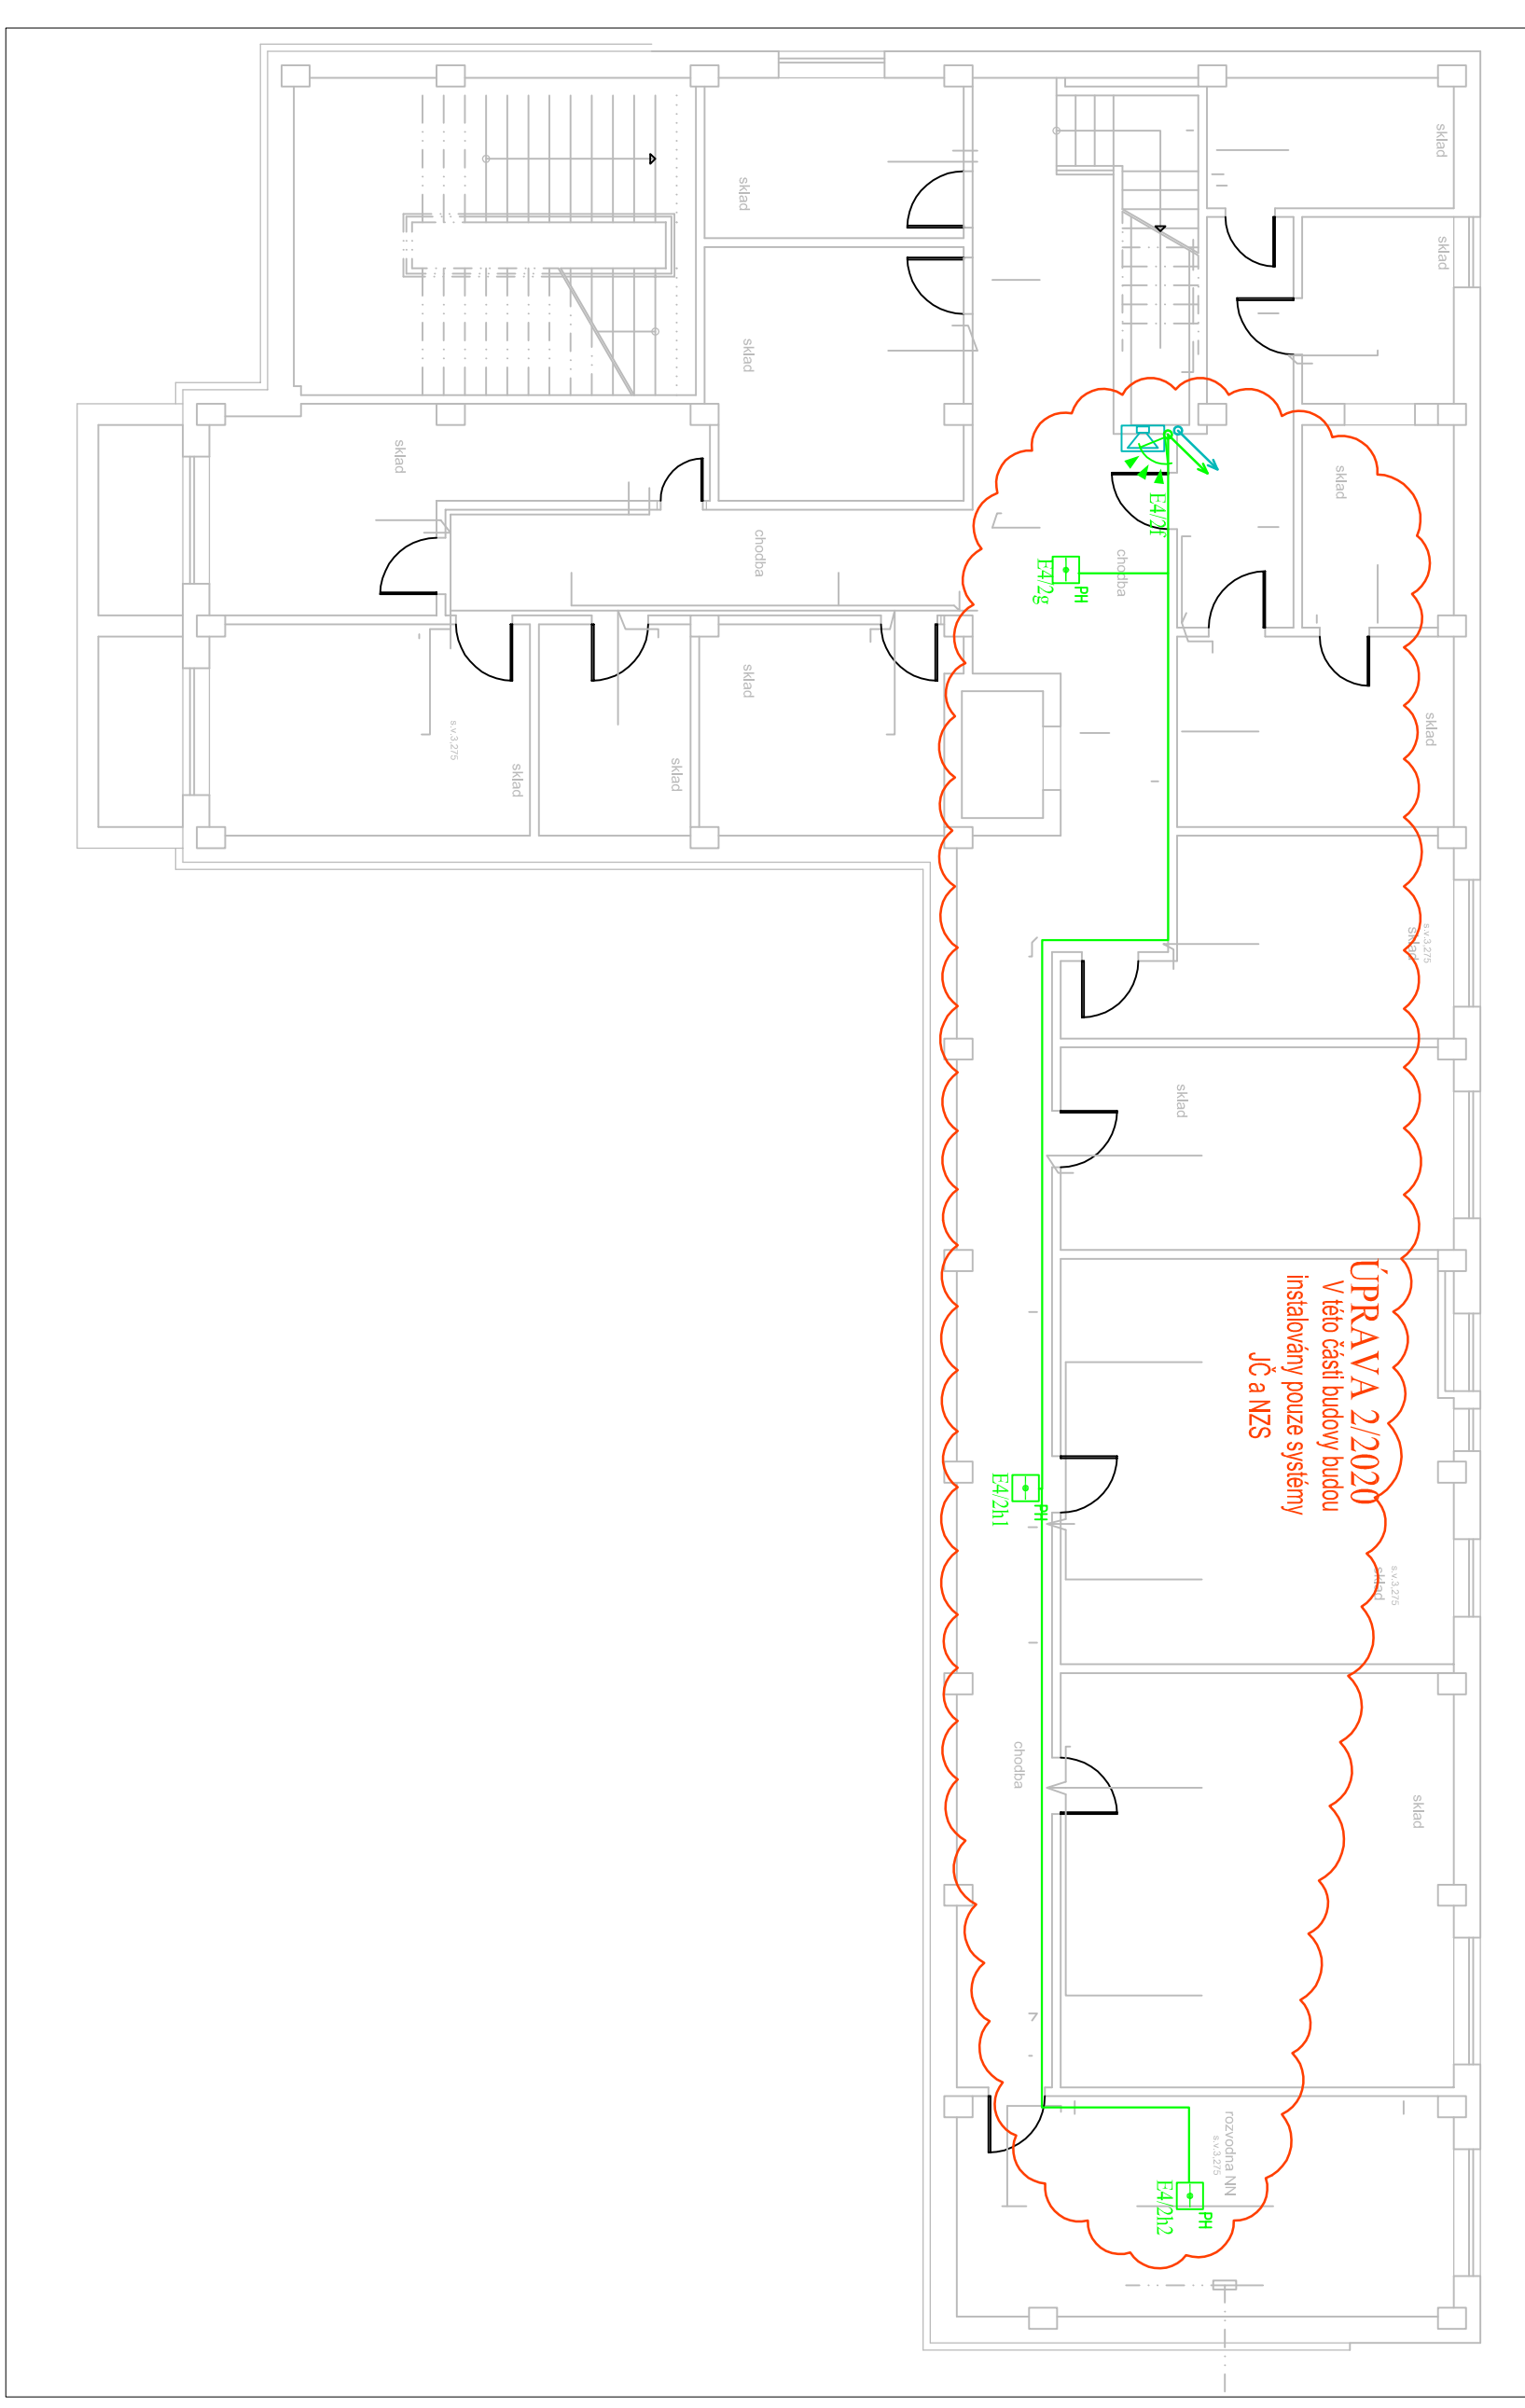 sklad
sklad
sklad
sklad
sklad
sklad
chodba
E4/2f
chodba
E4/2g
PH
sklad
sklad
s.v.3,275
sklad
sklad
s.v.3,275
sklad
sklad
ÚPRAVA 2/2020
V této části budovy budou
instalovány pouze systémy
JČ a NZS
E4/2h1
PH
s.v.3,275
sklad
chodba
sklad
rozvodna NN
s.v.3,275
E4/2h2
PH